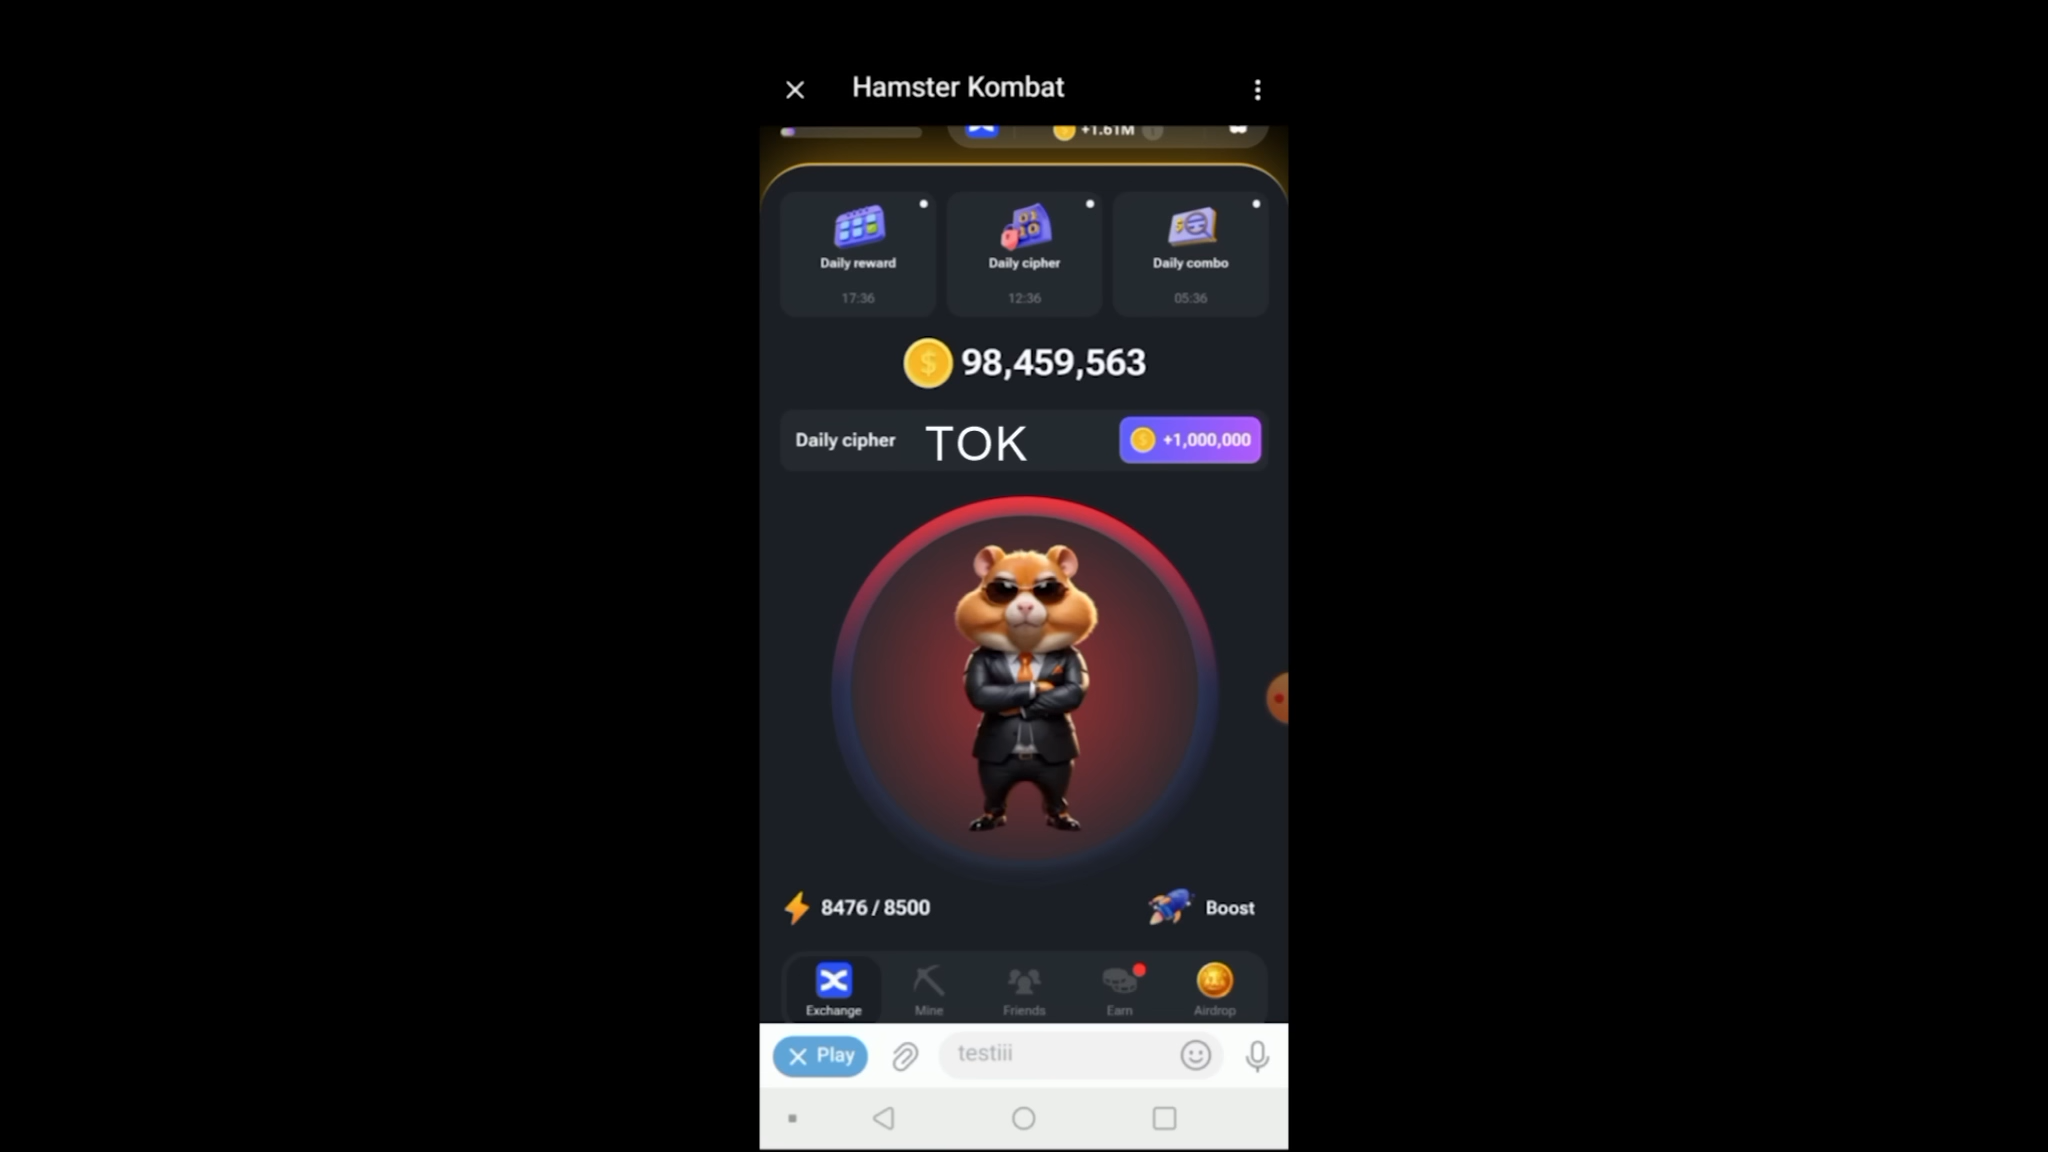 Hamster Kombat
+1.61M
Daily reward
17:36
Daily cipher
12:36
Daily combo
05:36
98,459,563
Daily cipher TOK +1,000,000
8476 / 8500
Boost
Exchange
Mine
Friends
Earn
Airdrop
Play
testiii